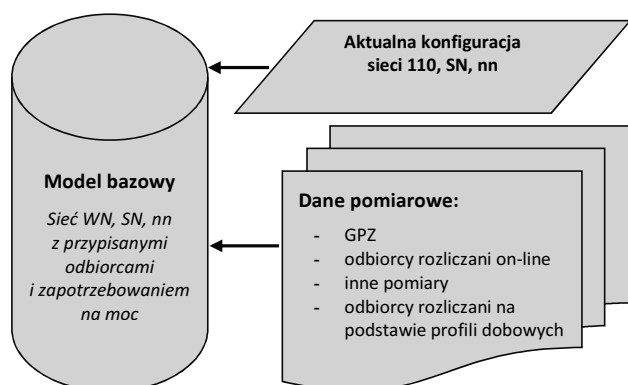 Aktualna konfiguracja
sieci 110, SN, nn
Model bazowy
Sieć WN, SN, nn
z przypisanymi
odbiorcami
i zapotrzebowaniem
na moc
Dane pomiarowe:
- GPZ
- odbiorcy rozliczani on-line
- inne pomiary
- odbiorcy rozliczani na
podstawie profili dobowych